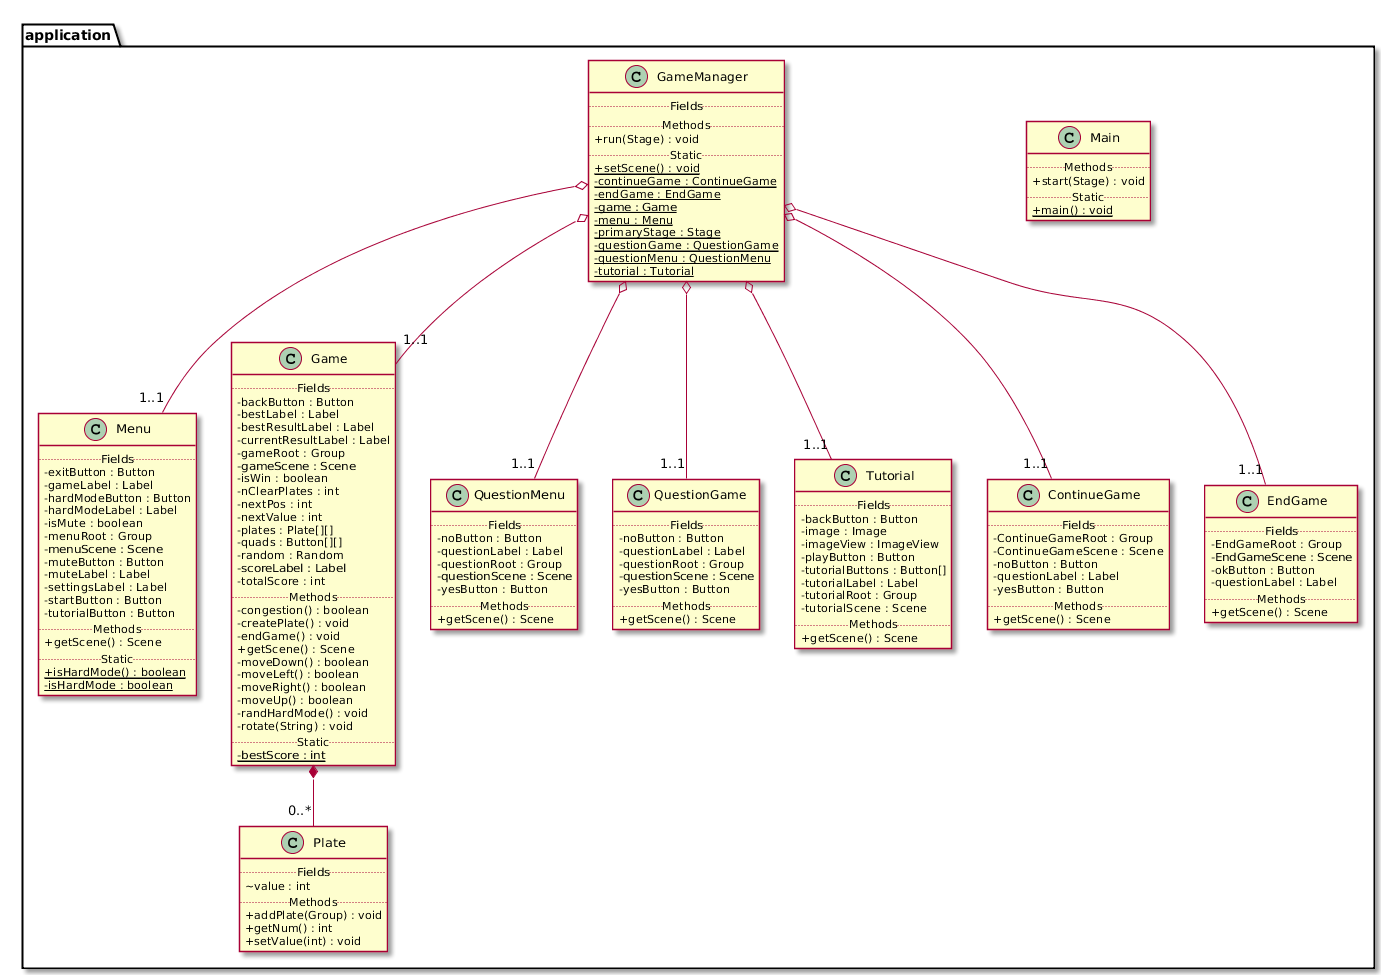 application
C GameManager
Fields
Methods
+run(Stage) : void
Static
+setScene() : void
-continueGame : ContinueGame
-endGame : EndGame
-game : Game
-menu : Menu
-primaryStage : Stage
-questionGame : QuestionGame
-questionMenu : QuestionMenu
-tutorial : Tutorial
C Main
Methods
+start(Stage) : void
Static
+main() : void
1..1
1..1
1..1
1..1
1..1
1..1
1..1
C Menu
Fields
-exitButton : Button
-gameLabel : Label
-hardModeButton : Button
-hardModeLabel : Label
-isMute : boolean
-menuRoot : Group
-menuScene : Scene
-muteButton : Button
-muteLabel : Label
-settingsLabel : Label
-startButton : Button
-tutorialButton : Button
Methods
+getScene() : Scene
Static
+isHardMode() : boolean
-isHardMode : boolean
C Game
Fields
-backButton : Button
-bestLabel : Label
-bestResultLabel : Label
-currentResultLabel : Label
-gameRoot : Group
-gameScene : Scene
-isWin : boolean
-nClearPlates : int
-nextPos : int
-nextValue : int
-plates : Plate[][]
-quads : Button[][]
-random : Random
-scoreLabel : Label
-totalScore : int
Methods
-congestion() : boolean
-createPlate() : void
-endGame() : void
+getScene() : Scene
-moveDown() : boolean
-moveLeft() : boolean
-moveRight() : boolean
-moveUp() : boolean
-randHardMode() : void
-rotate(String) : void
Static
-bestScore : int
C QuestionMenu
Fields
-noButton : Button
-questionLabel : Label
-questionRoot : Group
-questionScene : Scene
-yesButton : Button
Methods
+getScene() : Scene
C QuestionGame
Fields
-noButton : Button
-questionLabel : Label
-questionRoot : Group
-questionScene : Scene
-yesButton : Button
Methods
+getScene() : Scene
C Tutorial
Fields
-backButton : Button
-image : Image
-imageView : ImageView
-playButton : Button
-tutorialButtons : Button[]
-tutorialLabel : Label
-tutorialRoot : Group
-tutorialScene : Scene
Methods
+getScene() : Scene
C ContinueGame
Fields
-ContinueGameRoot : Group
-ContinueGameScene : Scene
-noButton : Button
-questionLabel : Label
-yesButton : Button
Methods
+getScene() : Scene
C EndGame
Fields
-EndGameRoot : Group
-EndGameScene : Scene
-okButton : Button
-questionLabel : Label
Methods
+getScene() : Scene
0..*
C Plate
Fields
~value : int
Methods
+addPlate(Group) : void
+getNum() : int
+setValue(int) : void